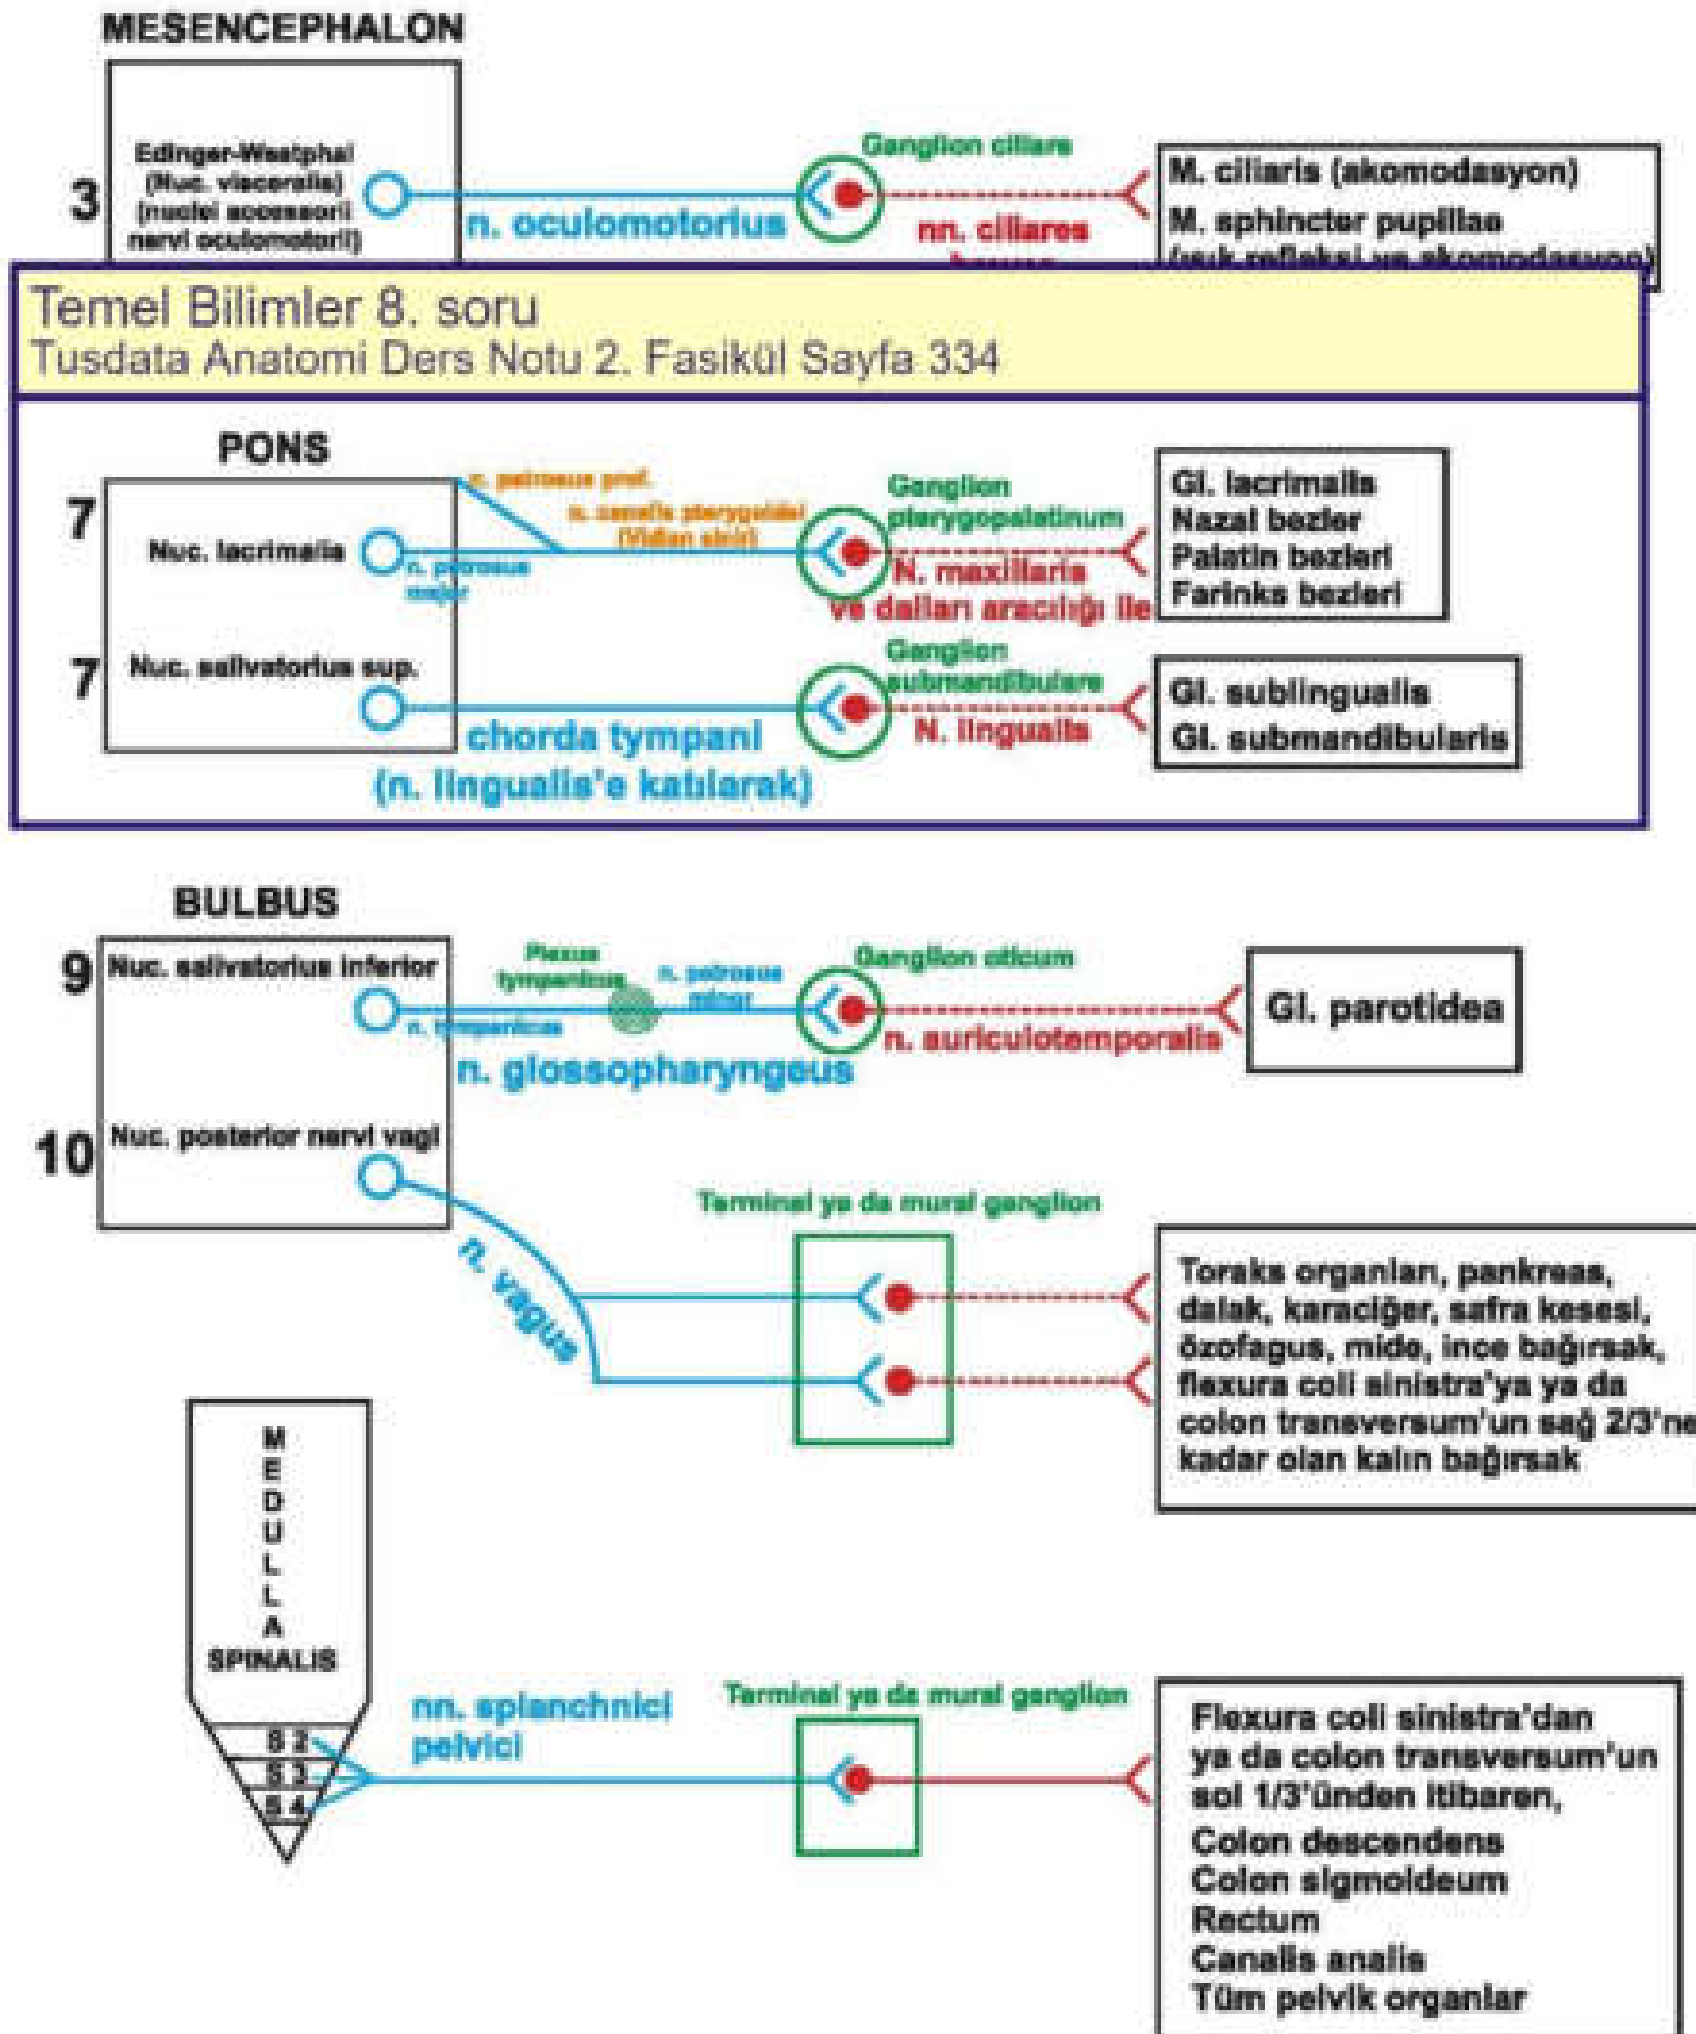 MESENCEPHALON
3
Edinger-Westphal
(Nuc. visceralis)
(nuclei accessorii
nervi oculomotorii)
n. oculomotorius
Ganglion ciliare
nn. ciliares
M. ciliaris (akomodasyon)
M. sphincter pupillae
(ışık refleksi ve akomodasyon)
Temel Bilimler 8. soru
Tusdata Anatomi Ders Notu 2. Fasikül Sayfa 334
PONS
7
Nuc. lacrimalis
n. petrosus prof.
n. canalis pterygoidei
(Vidian sinir)
n. petrosus
major
Ganglion
pterygopalatinum
N. maxillaris
ve dalları aracılığı ile
Gl. lacrimalis
Nazal bezler
Palatin bezleri
Farinks bezleri
7
Nuc. salivatorius sup.
chorda tympani
(n. lingualis'e katılarak)
Ganglion
submandibulare
N. lingualis
Gl. sublingualis
Gl. submandibularis
BULBUS
9
Nuc. salivatorius inferior
n. tympanicus
Plexus
tympanicus
n. petrosus
minor
n. glossopharyngeus
Ganglion oticum
n. auriculotemporalis
Gl. parotidea
10
Nuc. posterior nervi vagi
n. vagus
Terminal ya da mural ganglion
Toraks organları, pankreas,
dalak, karaciğer, safra kesesi,
özofagus, mide, ince bağırsak,
flexura coli sinistra'ya ya da
colon transversum'un sağ 2/3'ne
kadar olan kalın bağırsak
MEDULLA
SPINALIS
S 2
S 3
S 4
nn. splanchnici
pelvici
Terminal ya da mural ganglion
Flexura coli sinistra'dan
ya da colon transversum'un
sol 1/3'ünden itibaren,
Colon descendens
Colon sigmoideum
Rectum
Canalis analis
Tüm pelvik organlar